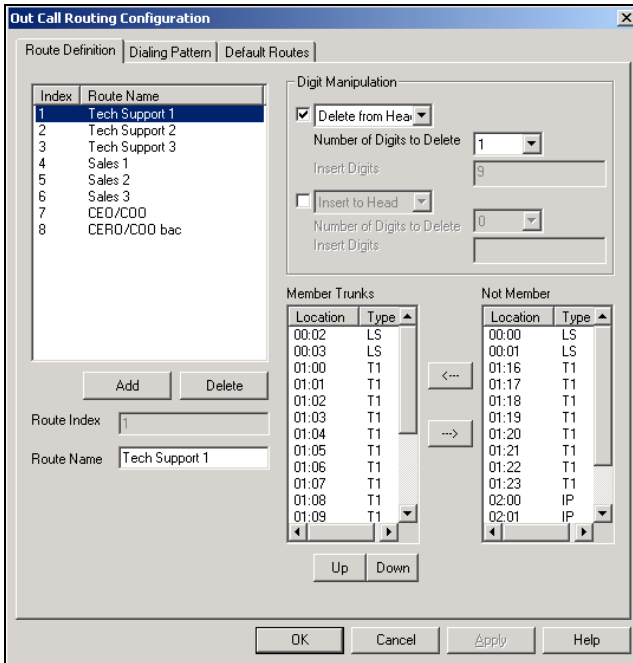 Out Call Routing Configuration
Route Definition
Dialing Pattern
Default Routes
Index Route Name
1 Tech Support 1
2 Tech Support 2
3 Tech Support 3
4 Sales 1
5 Sales 2
6 Sales 3
7 CEO/COO
8 CERO/COO bac
Add
Delete
Route Index 1
Route Name Tech Support 1
Digit Manipulation
Delete from Head
Number of Digits to Delete 1
Insert Digits 9
Insert to Head
Number of Digits to Delete 0
Insert Digits
Member Trunks
Location Type
00:02 LS
00:03 LS
01:00 T1
01:01 T1
01:02 T1
01:03 T1
01:04 T1
01:05 T1
01:06 T1
01:07 T1
01:08 T1
01:09 T1
<---
--->
Not Member
Location Type
00:00 LS
00:01 LS
01:16 T1
01:17 T1
01:18 T1
01:19 T1
01:20 T1
01:21 T1
01:22 T1
01:23 T1
02:00 IP
02:01 IP
Up
Down
OK
Cancel
Apply
Help